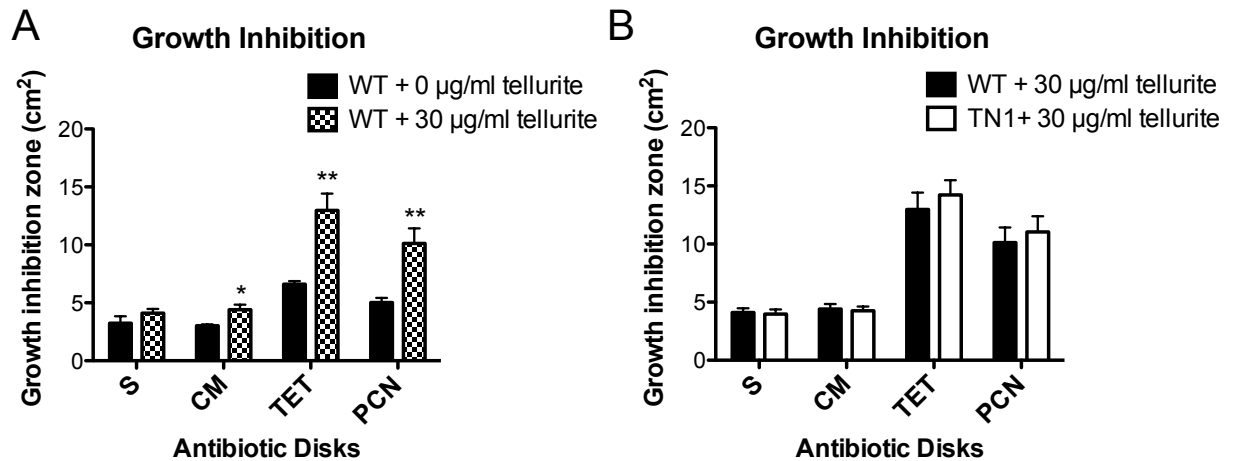 A
Growth Inhibition
WT + 0 µg/ml tellurite
WT + 30 µg/ml tellurite
Growth inhibition zone (cm²)
20
15
10
5
0
**
**
*
S
CM
TET
PCN
Antibiotic Disks
B
Growth Inhibition
WT + 30 µg/ml tellurite
TN1+ 30 µg/ml tellurite
Growth inhibition zone (cm²)
20
15
10
5
0
S
CM
TET
PCN
Antibiotic Disks